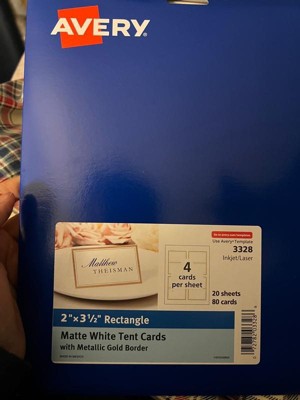 AVERY
Use Avery® Template
3328
Inkjet/Laser
4
cards
per sheet
20 sheets
80 cards
Matthew
THEISMAN
2" x 3½" Rectangle
Matte White Tent Cards
with Metallic Gold Border